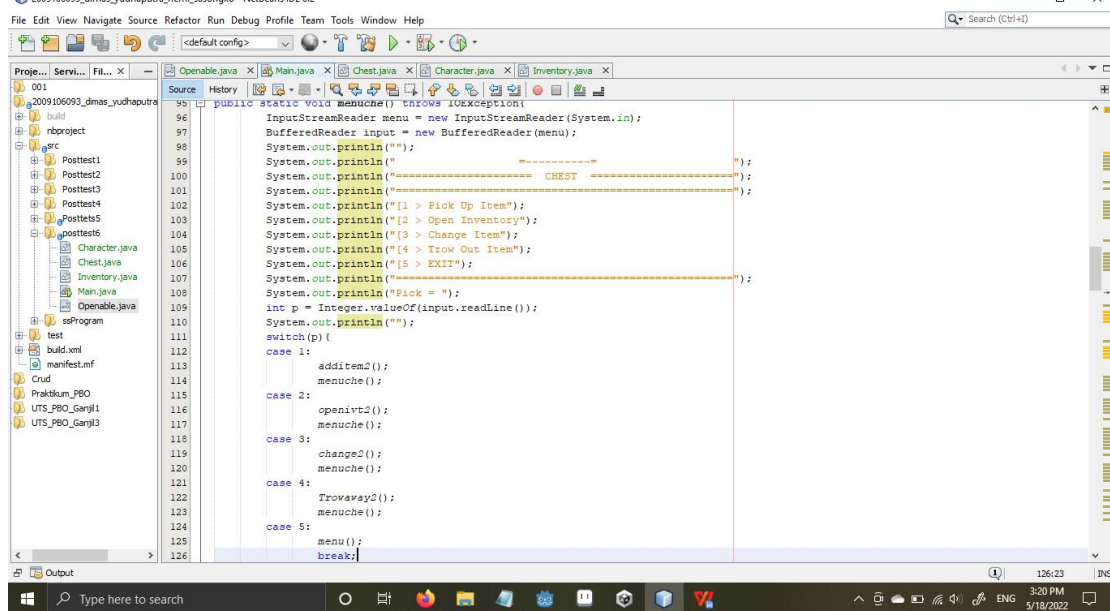 File Edit View Navigate Source Refactor Run Debug Profile Team Tools Window Help
Search (Ctrl+I)
<default config>
Proje... Servi... Fil... ×
Openable.java × Main.java × Chest.java × Character.java × Inventory.java ×
001
2009106093_dimas_yudhaputra
build
nbproject
src
Posttest1
Posttest2
Posttest3
Posttest4
Posttets5
posttest6
Character.java
Chest.java
Inventory.java
Main.java
Openable.java
ssProgram
test
build.xml
manifest.mf
Crud
Praktikum_PBO
UTS_PBO_Ganjil1
UTS_PBO_Ganjil3
Source History
95 public static void menuche() throws IOException{
96 InputStreamReader menu = new InputStreamReader(System.in);
97 BufferedReader input = new BufferedReader(menu);
98 System.out.println("");
99 System.out.println("                       =----------=                         ");
100 System.out.println("===================== CHEST ======================");
101 System.out.println("====================================================");
102 System.out.println("[1 > Pick Up Item");
103 System.out.println("[2 > Open Inventory");
104 System.out.println("[3 > Change Item");
105 System.out.println("[4 > Trow Out Item");
106 System.out.println("[5 > EXIT");
107 System.out.println("====================================================");
108 System.out.println("Pick = ");
109 int p = Integer.valueOf(input.readLine());
110 System.out.println("");
111 switch(p){
112 case 1:
113 additem2();
114 menuche();
115 case 2:
116 openivt2();
117 menuche();
118 case 3:
119 change2();
120 menuche();
121 case 4:
122 Trowaway2();
123 menuche();
124 case 5:
125 menu();
126 break;
Output
1
126:23
INS
Type here to search
ENG
3:20 PM
5/18/2022